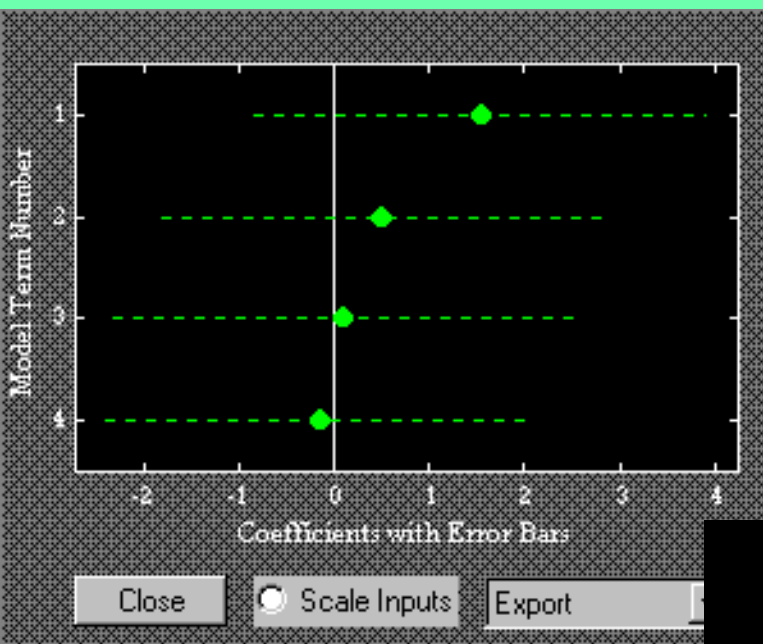 Model Term Number
1
2
3
4
-2 -1 0 1 2 3 4
Coefficients with Error Bars
Close Scale Inputs Export